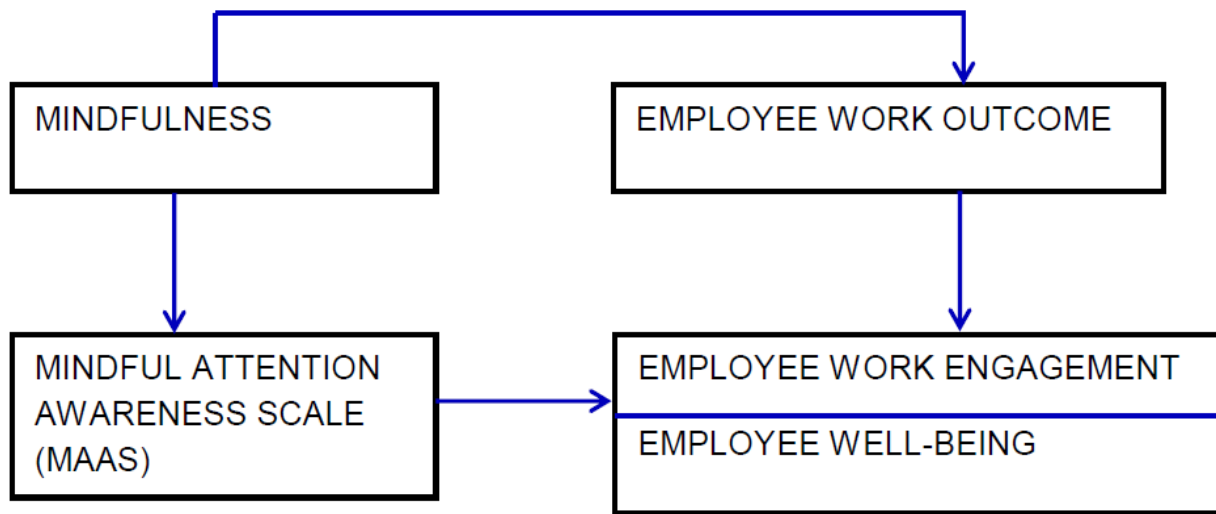 MINDFULNESS
EMPLOYEE WORK OUTCOME
MINDFUL ATTENTION
AWARENESS SCALE
(MAAS)
EMPLOYEE WORK ENGAGEMENT
EMPLOYEE WELL-BEING